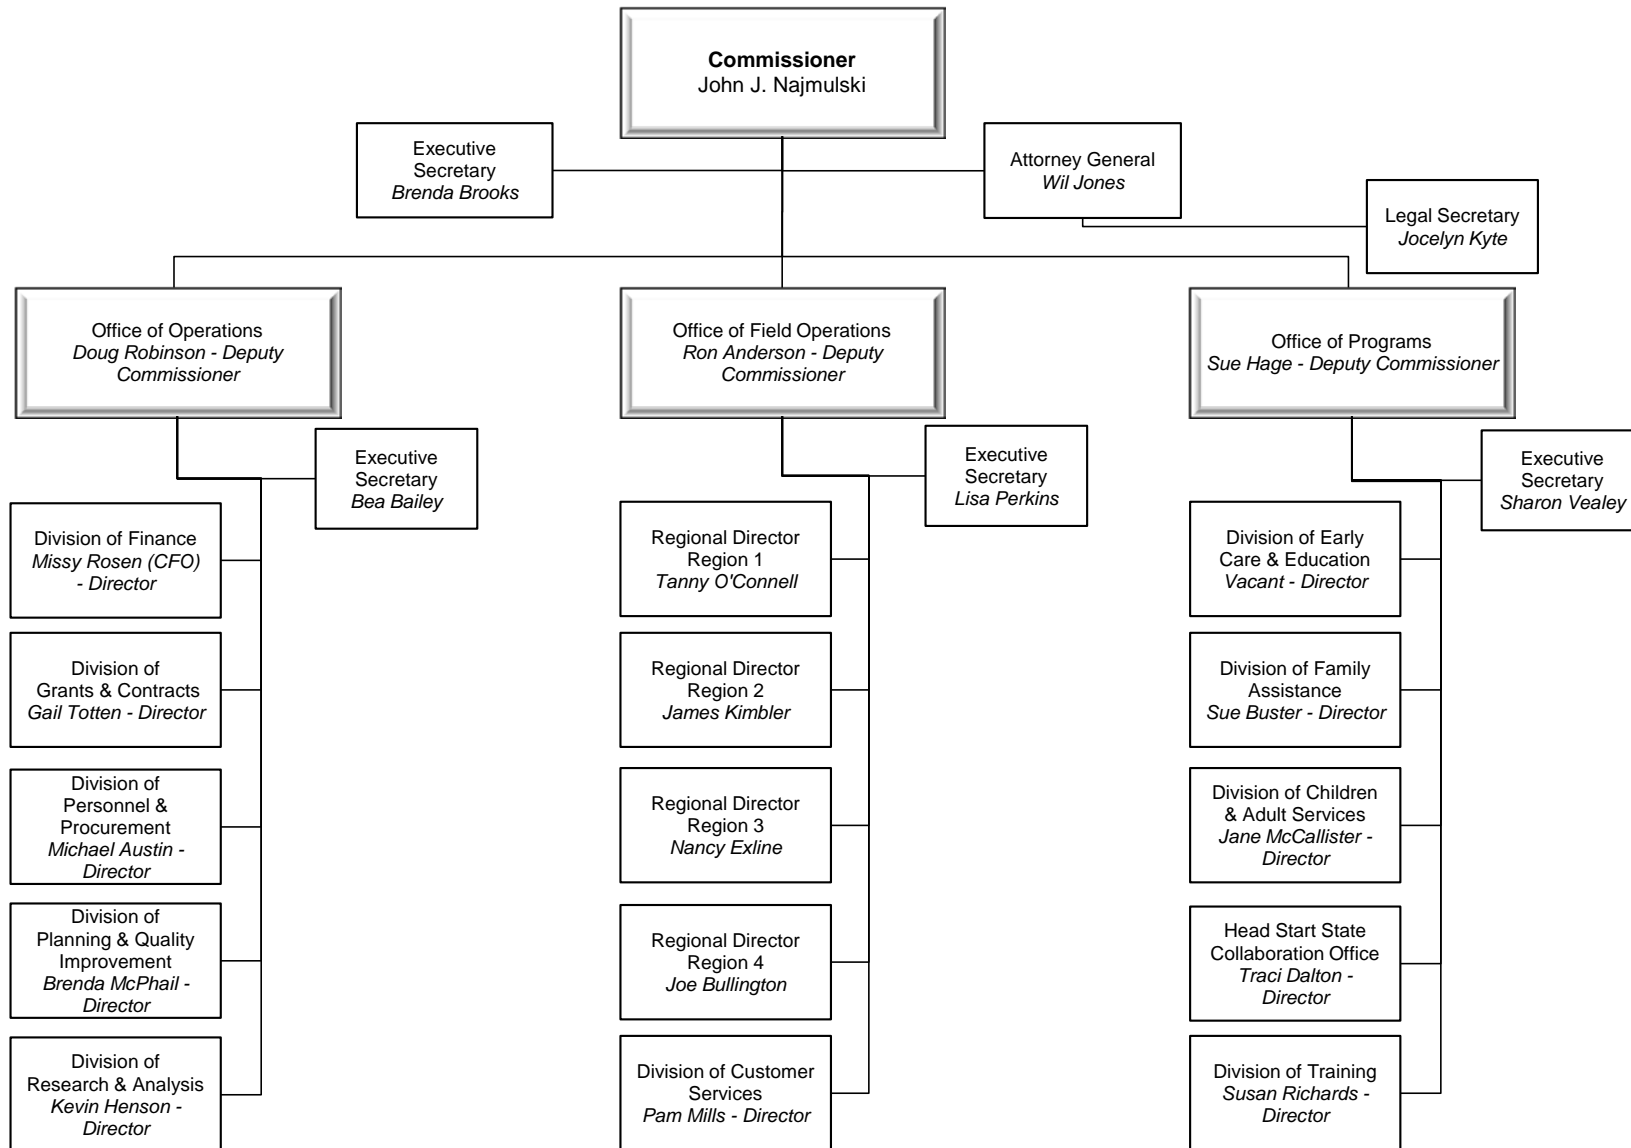 Commissioner
John J. Najmulski
Executive
Secretary
Brenda Brooks
Attorney General
Wil Jones
Legal Secretary
Jocelyn Kyte
Office of Operations
Doug Robinson - Deputy
Commissioner
Office of Field Operations
Ron Anderson - Deputy
Commissioner
Office of Programs
Sue Hage - Deputy Commissioner
Executive
Secretary
Bea Bailey
Executive
Secretary
Lisa Perkins
Executive
Secretary
Sharon Vealey
Division of Finance
Missy Rosen (CFO)
- Director
Division of
Grants & Contracts
Gail Totten - Director
Division of
Personnel &
Procurement
Michael Austin -
Director
Division of
Planning & Quality
Improvement
Brenda McPhail -
Director
Division of
Research & Analysis
Kevin Henson -
Director
Regional Director
Region 1
Tanny O'Connell
Regional Director
Region 2
James Kimbler
Regional Director
Region 3
Nancy Exline
Regional Director
Region 4
Joe Bullington
Division of Customer
Services
Pam Mills - Director
Division of Early
Care & Education
Vacant - Director
Division of Family
Assistance
Sue Buster - Director
Division of Children
& Adult Services
Jane McCallister -
Director
Head Start State
Collaboration Office
Traci Dalton -
Director
Division of Training
Susan Richards -
Director